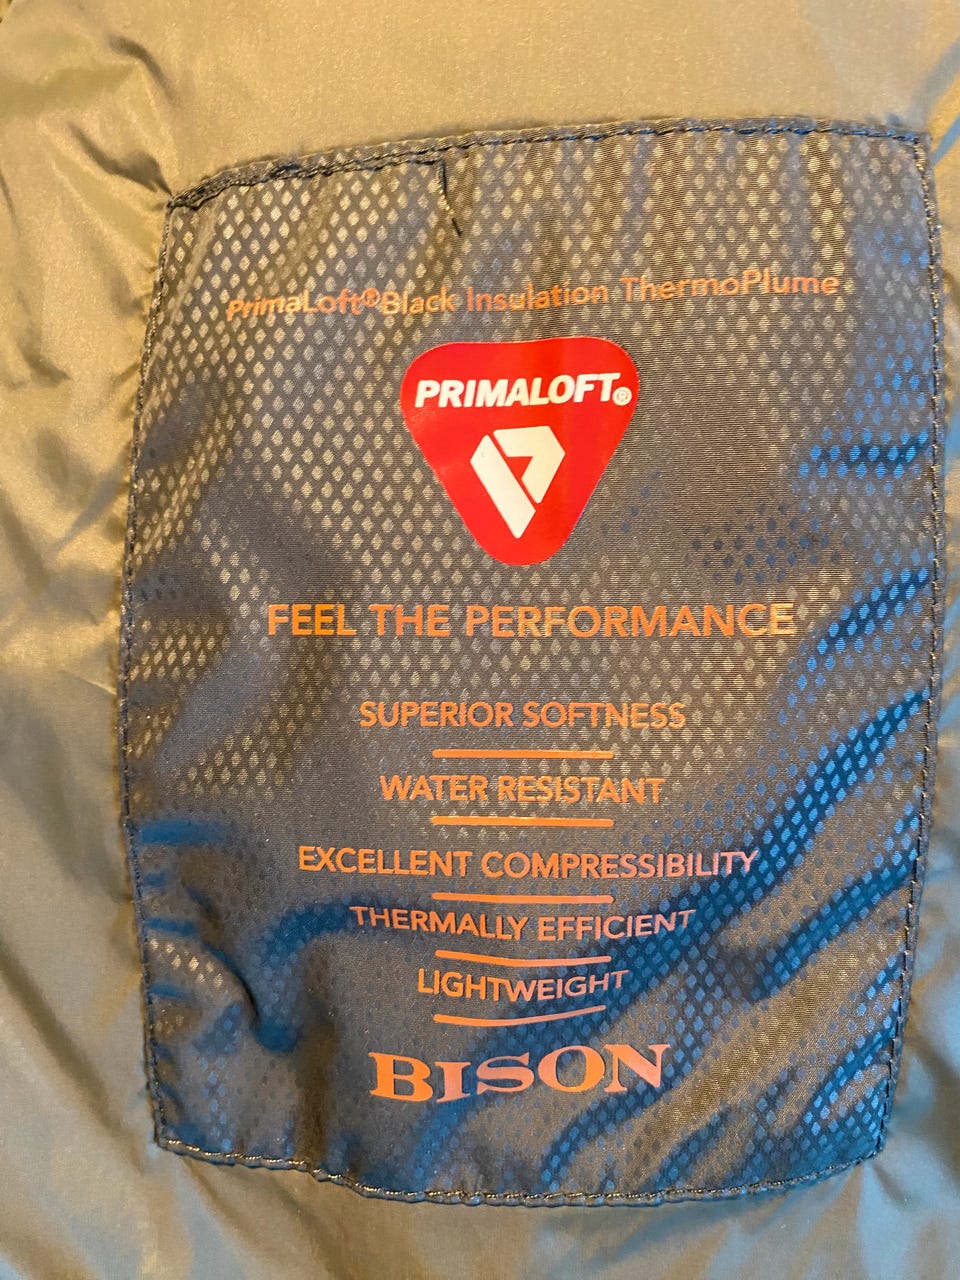 PrimaLoft® Black Insulation ThermoPlume
PRIMALOFT®
FEEL THE PERFORMANCE
SUPERIOR SOFTNESS
WATER RESISTANT
EXCELLENT COMPRESSIBILITY
THERMALLY EFFICIENT
LIGHTWEIGHT
BISON